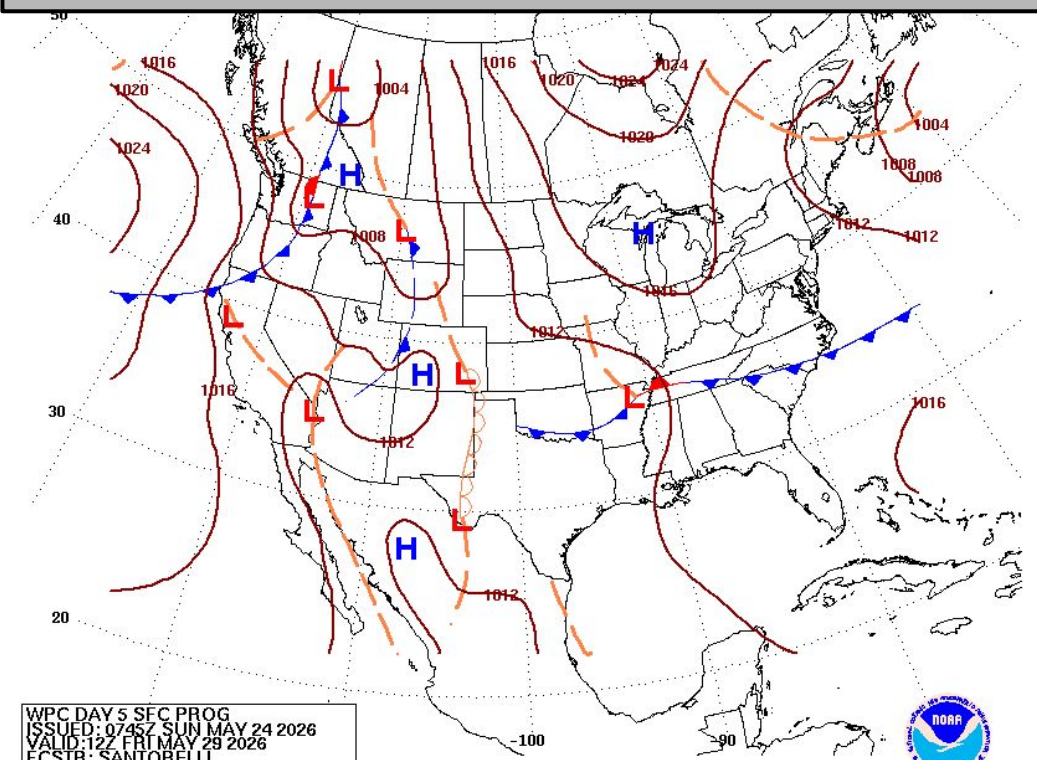 50
1016
1004
1016
1024
1020
1024
1020
1020
1004
1024
1008
1008
40
1008
1012
1012
1016
1012
1016
1016
30
1012
1012
20
-100
-90
L
H
L
L
H
L
H
L
L
L
L
H
WPC DAY 5 SFC PROG
ISSUED: 0745Z SUN MAY 24 2026
VALID:12Z FRI MAY 29 2026
FCSTR: SANTORELLI
NOAA